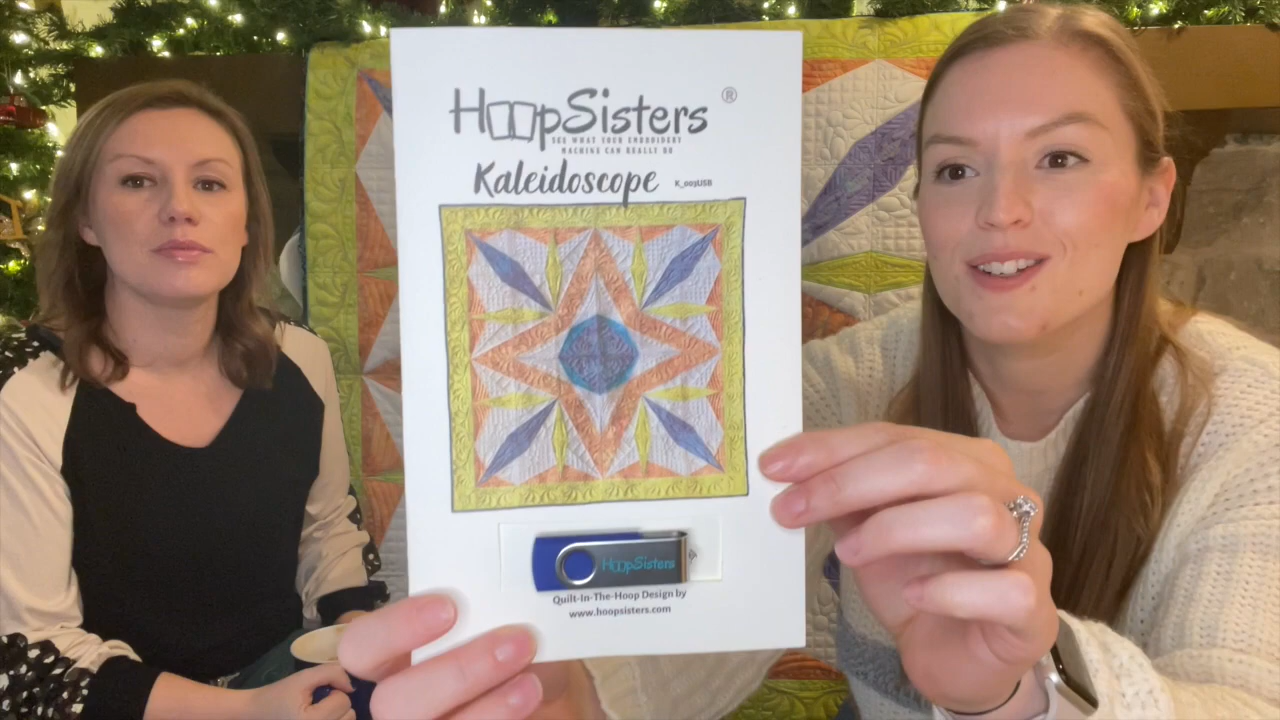 HoopSisters ®
SEE WHAT YOUR EMBROIDERY
MACHINE CAN REALLY DO
Kaleidoscope K_003USB
HoopSisters
Quilt-In-The-Hoop Design by
www.hoopsisters.com